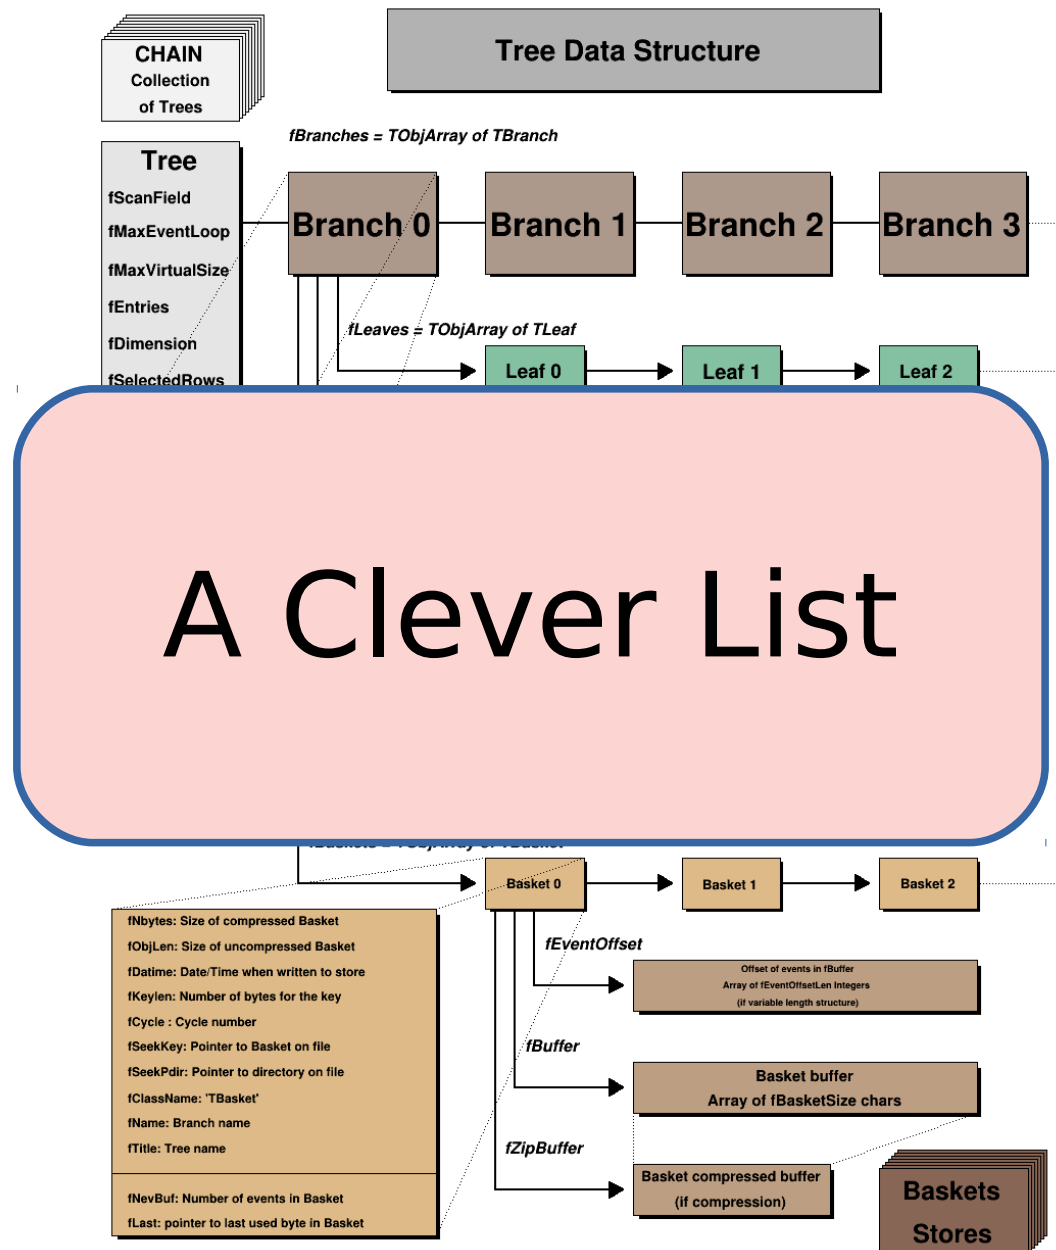 CHAIN
Collection
of Trees
Tree Data Structure
fBranches = TObjArray of TBranch
Tree
fScanField
fMaxEventLoop
fMaxVirtualSize
fEntries
fDimension
fSelectedRows
Branch 0
Branch 1
Branch 2
Branch 3
fLeaves = TObjArray of TLeaf
Leaf 0
Leaf 1
Leaf 2
A Clever List
fBaskets = TObjArray of TBasket
Basket 0
Basket 1
Basket 2
fNbytes: Size of compressed Basket
fObjLen: Size of uncompressed Basket
fDatime: Date/Time when written to store
fKeylen: Number of bytes for the key
fCycle : Cycle number
fSeekKey: Pointer to Basket on file
fSeekPdir: Pointer to directory on file
fClassName: 'TBasket'
fName: Branch name
fTitle: Tree name
fNevBuf: Number of events in Basket
fLast: pointer to last used byte in Basket
fEventOffset
Offset of events in fBuffer
Array of fEventOffsetLen Integers
(if variable length structure)
fBuffer
Basket buffer
Array of fBasketSize chars
fZipBuffer
Basket compressed buffer
(if compression)
Baskets
Stores